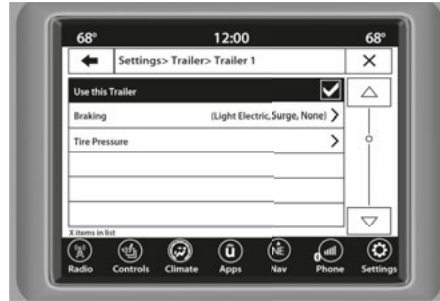 68° 12:00 68°
Settings> Trailer> Trailer 1
Use this Trailer
Braking (Light Electric,Surge, None)
Tire Pressure
X items in list
Radio Controls Climate Apps Nav Phone Settings